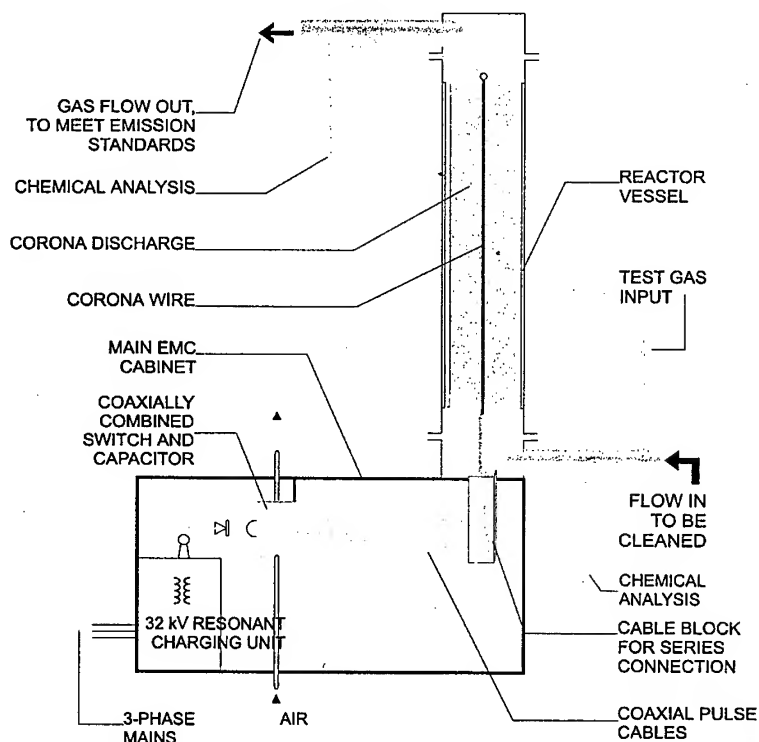 GAS FLOW OUT,
TO MEET EMISSION
STANDARDS
CHEMICAL ANALYSIS
CORONA DISCHARGE
CORONA WIRE
MAIN EMC
CABINET
COAXIALLY
COMBINED
SWITCH AND
CAPACITOR
32 kV RESONANT
CHARGING UNIT
3-PHASE
MAINS
AIR
REACTOR
VESSEL
TEST GAS
INPUT
FLOW IN
TO BE
CLEANED
CHEMICAL
ANALYSIS
CABLE BLOCK
FOR SERIES
CONNECTION
COAXIAL PULSE
CABLES